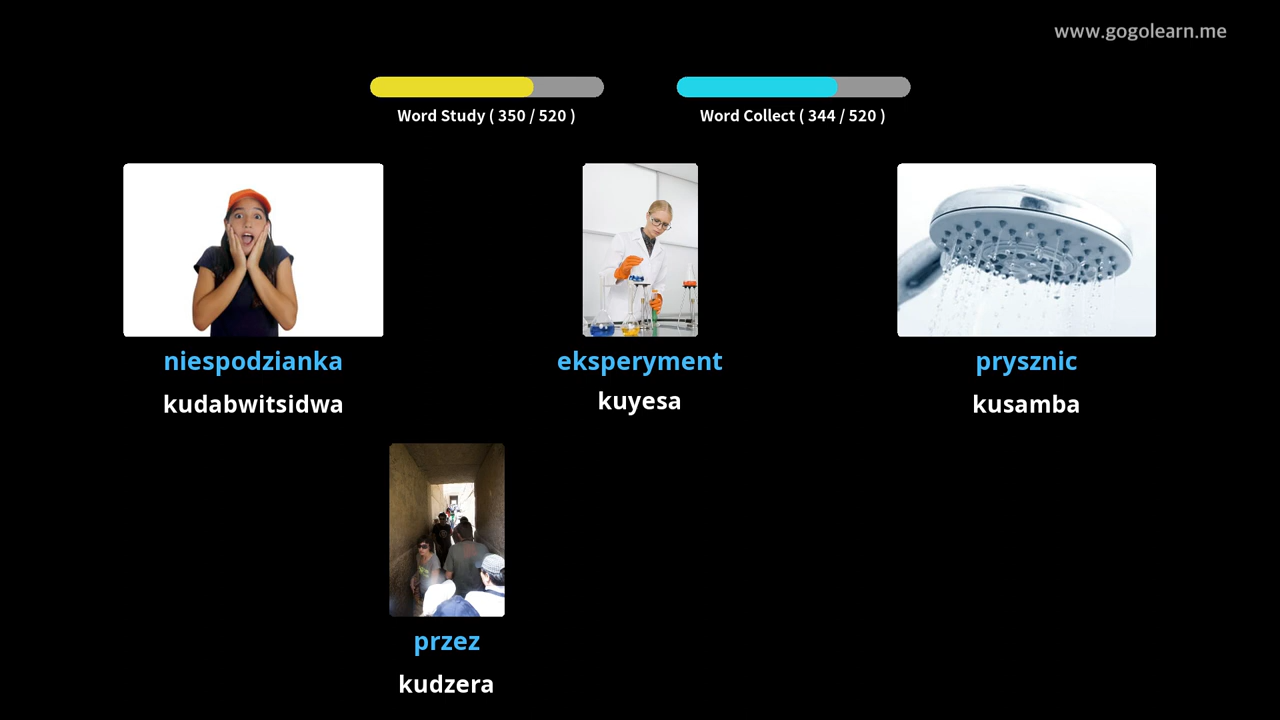 www.gogolearn.me
Word Study ( 350 / 520 )
Word Collect ( 344 / 520 )
niespodzianka
kudabwitsidwa
eksperyment
kuyesa
prysznic
kusamba
przez
kudzera